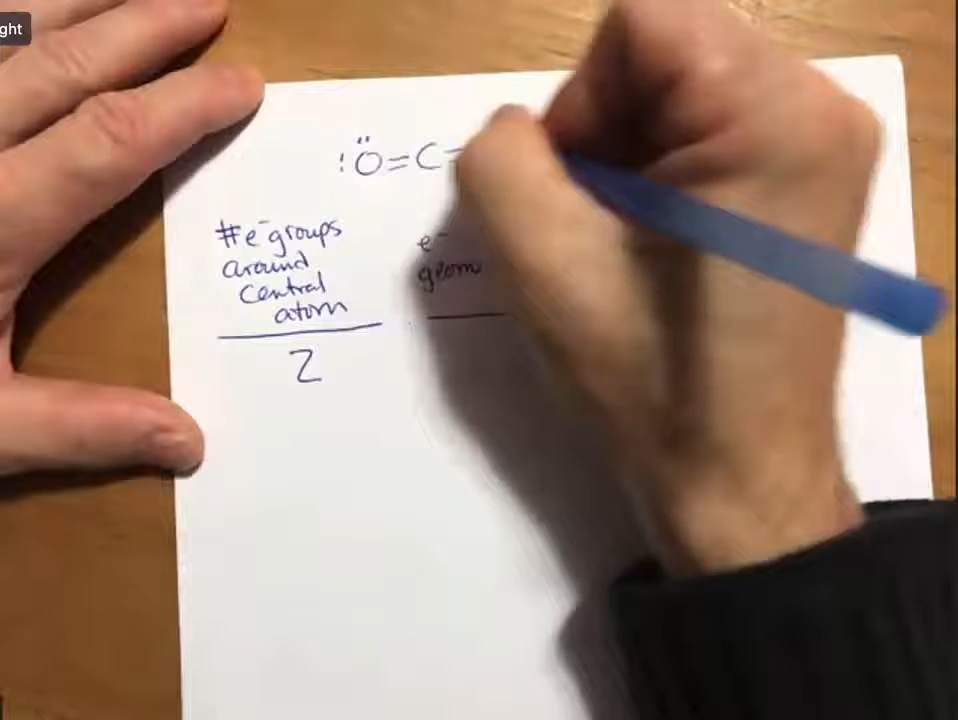 ght
:Ö=C=
#e⁻ groups
around
central
atom
2
e⁻
geom